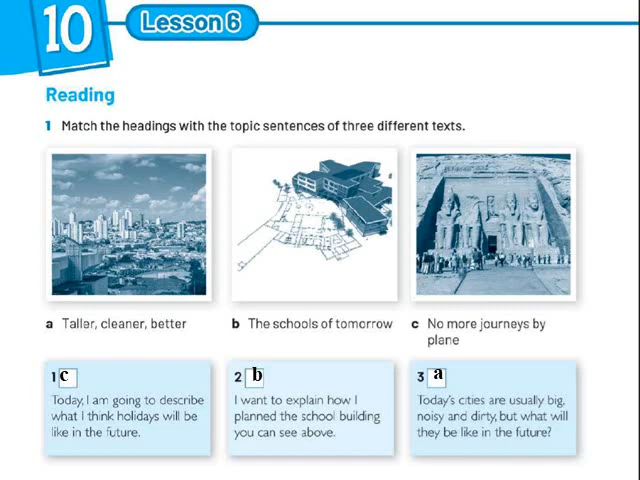 10
Lesson 6
Reading
1 Match the headings with the topic sentences of three different texts.
a Taller, cleaner, better
b The schools of tomorrow
c No more journeys by
plane
1 c
Today, I am going to describe
what I think holidays will be
like in the future.
2 b
I want to explain how I
planned the school building
you can see above.
3 a
Today's cities are usually big,
noisy and dirty, but what will
they be like in the future?